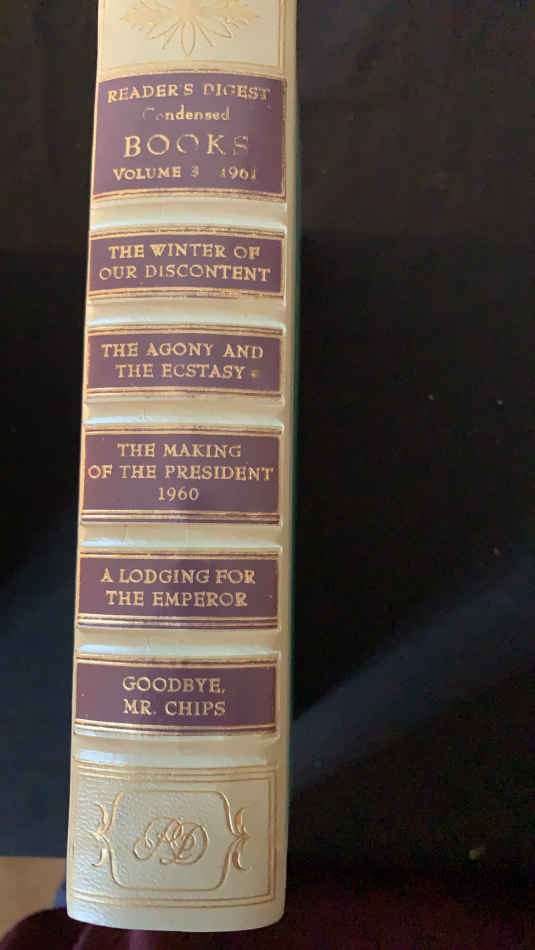 READER'S DIGEST
Condensed
BOOKS
VOLUME 3 1961
THE WINTER OF
OUR DISCONTENT
THE AGONY AND
THE ECSTASY
THE MAKING
OF THE PRESIDENT
1960
A LODGING FOR
THE EMPEROR
GOODBYE,
MR. CHIPS
RD